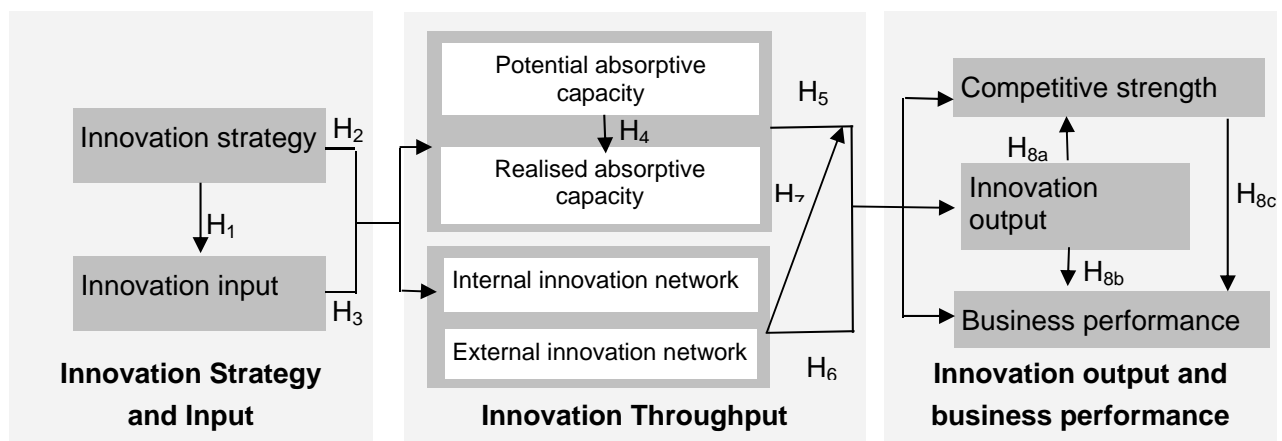 Innovation strategy
H₂
H₁
Innovation input
H₃
Innovation Strategy
and Input
Potential absorptive
capacity
H₄
Realised absorptive
capacity
Internal innovation network
External innovation network
H₅
H₇
H₆
Innovation Throughput
Competitive strength
H₈ₐ
Innovation
output
H8b
H8c
Business performance
Innovation output and
business performance